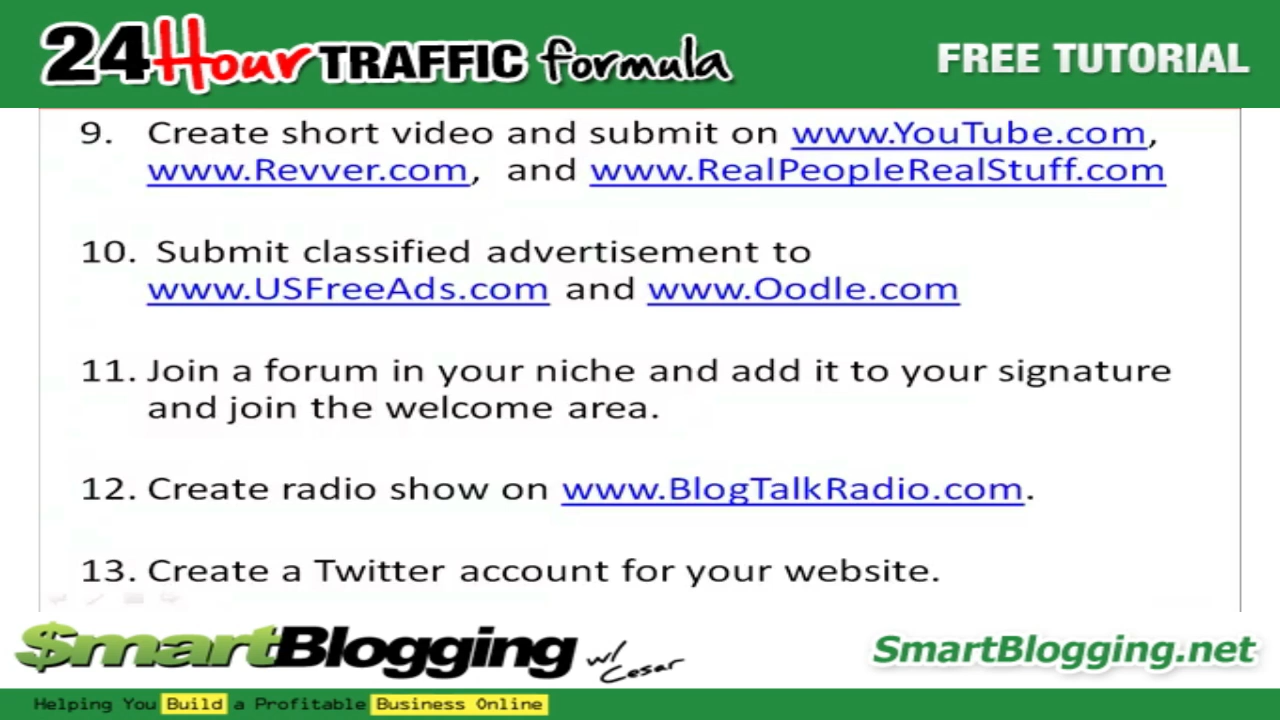 24 Hour TRAFFIC formula FREE TUTORIAL
9. Create short video and submit on www.YouTube.com,
www.Revver.com, and www.RealPeopleRealStuff.com
10. Submit classified advertisement to
www.USFreeAds.com and www.Oodle.com
11. Join a forum in your niche and add it to your signature
and join the welcome area.
12. Create radio show on www.BlogTalkRadio.com.
13. Create a Twitter account for your website.
$martBlogging w/ Cesar SmartBlogging.net
Helping You Build a Profitable Business Online